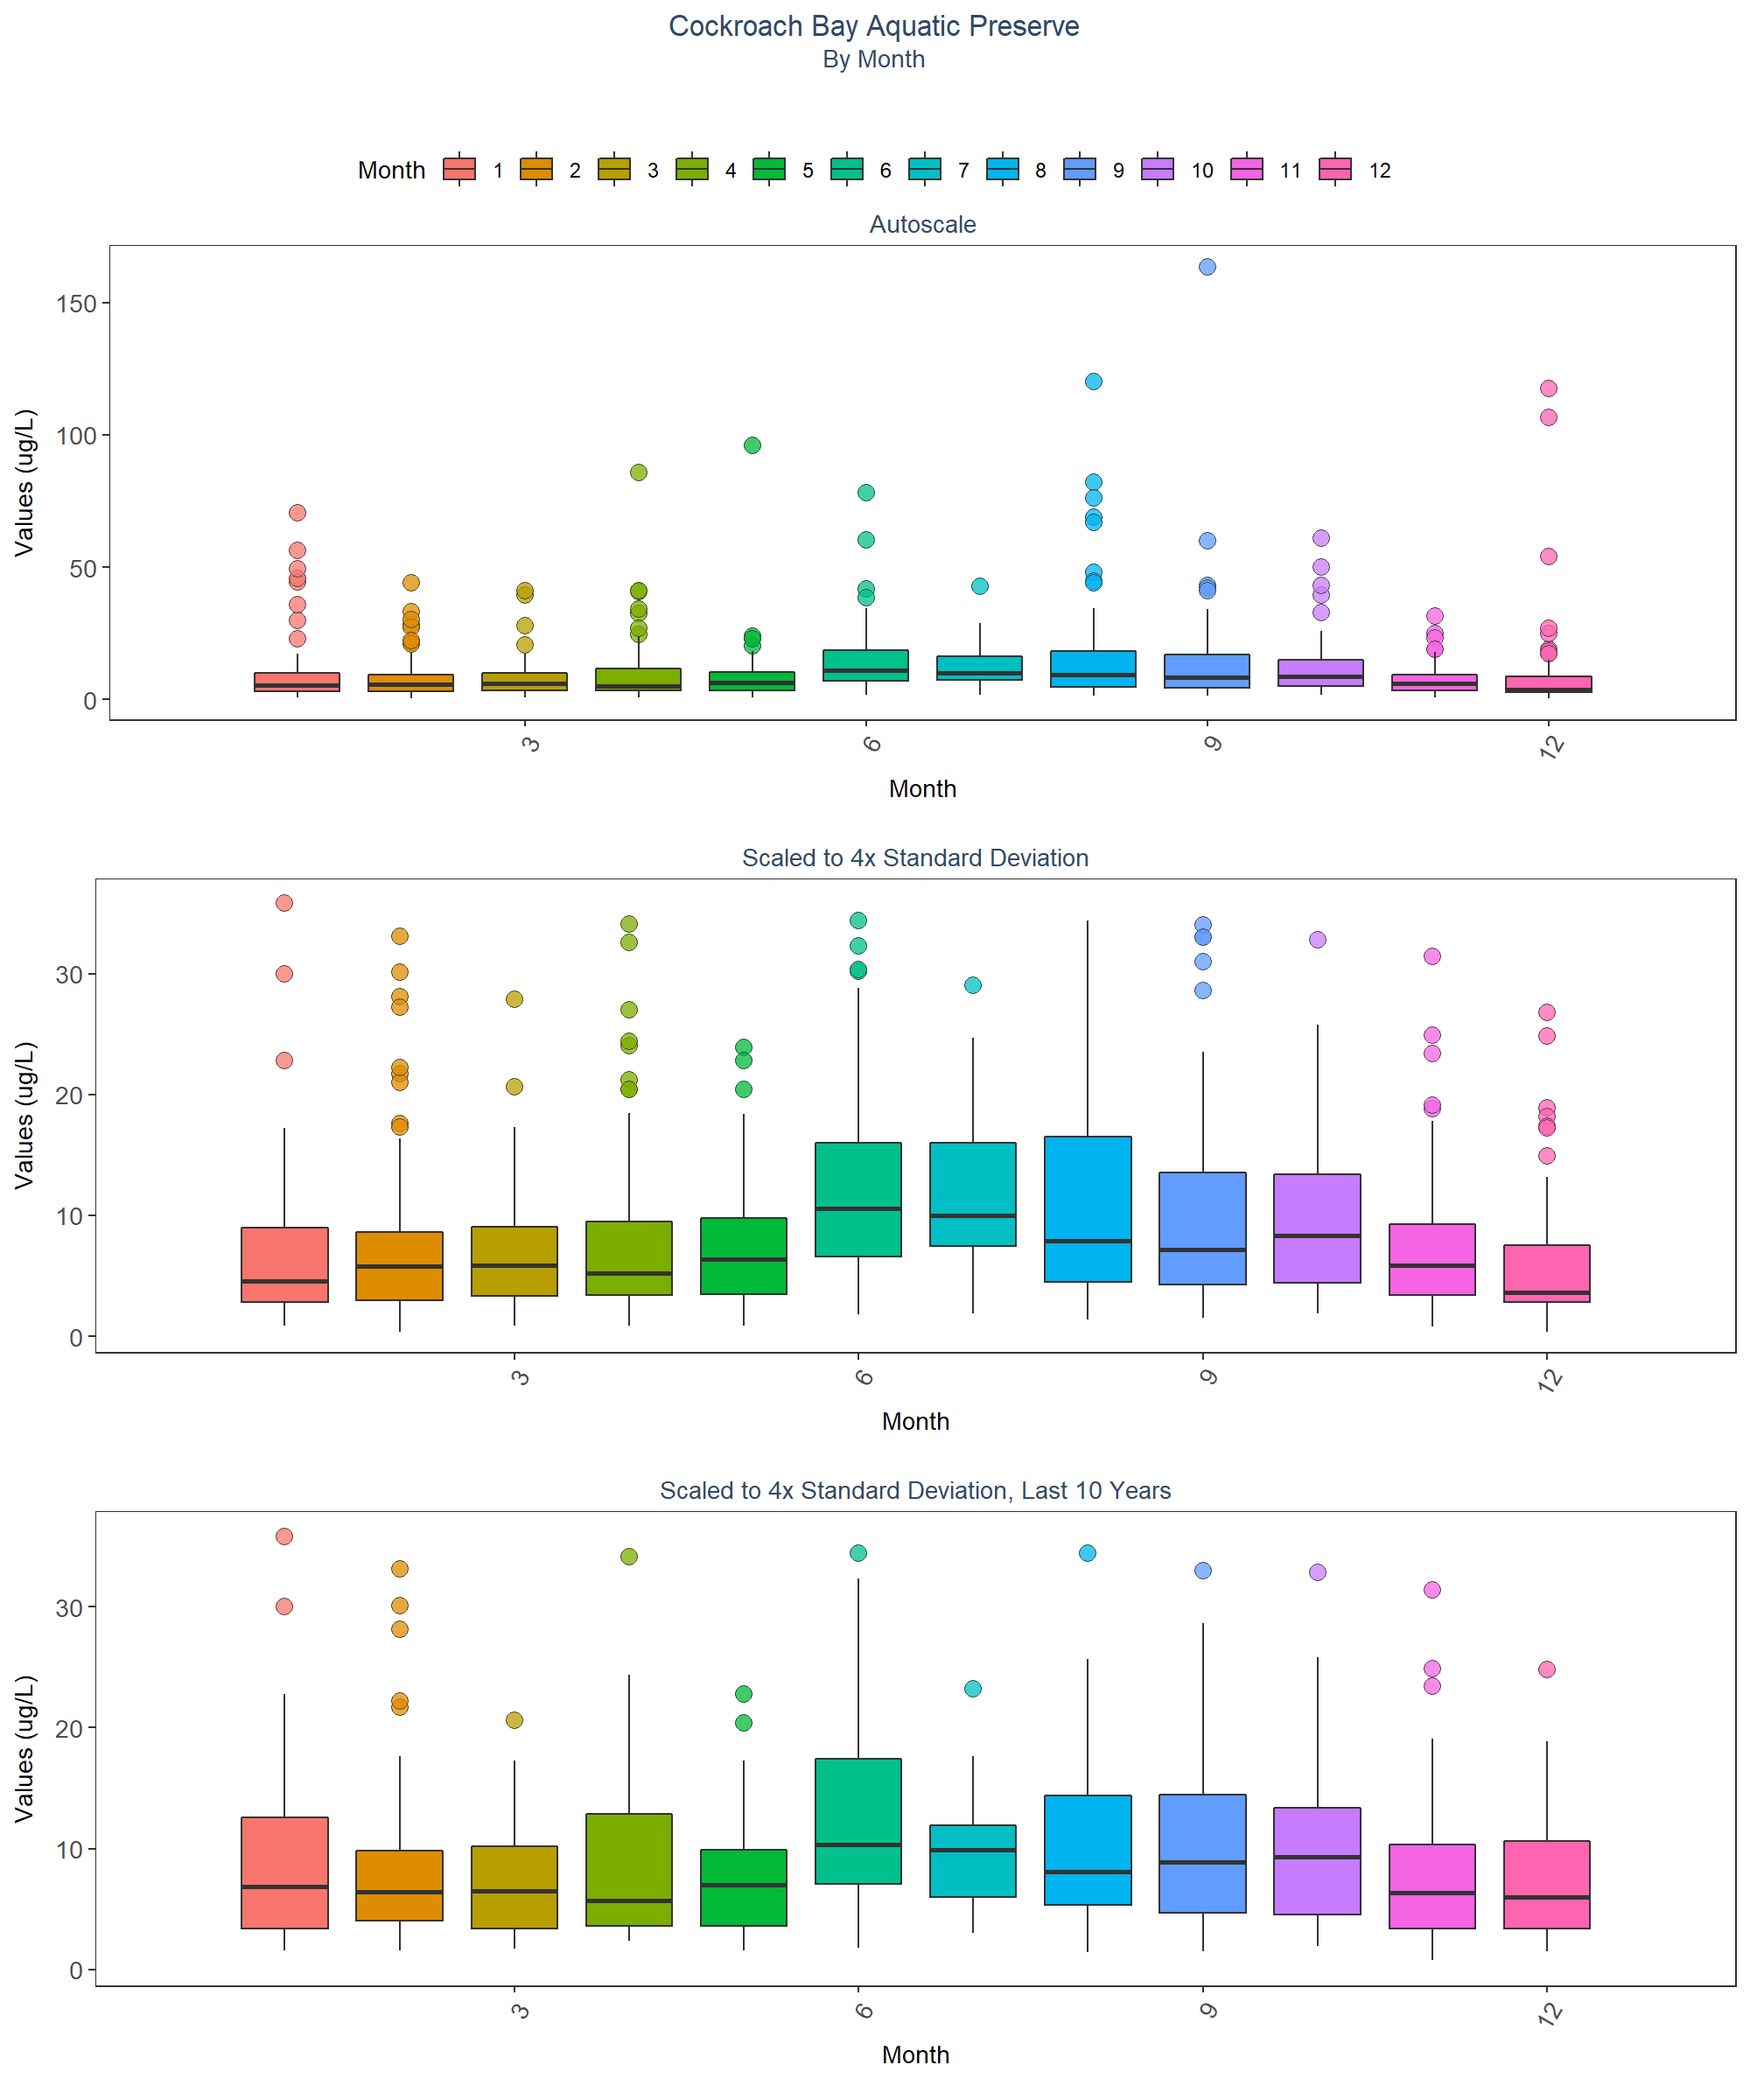 Cockroach Bay Aquatic Preserve
By Month
Month 1 2 3 4 5 6 7 8 9 10 11 12
Autoscale
Values (ug/L)
150
100
50
0
3 6 9 12
Month
Scaled to 4x Standard Deviation
Values (ug/L)
30
20
10
0
3 6 9 12
Month
Scaled to 4x Standard Deviation, Last 10 Years
Values (ug/L)
30
20
10
0
3 6 9 12
Month